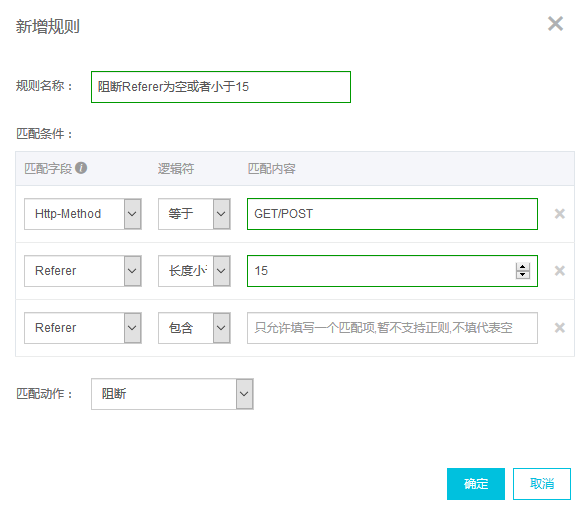 新增规则
规则名称： 阻断Referer为空或者小于15
匹配条件：
匹配字段 逻辑符 匹配内容
Http-Method 等于 GET/POST
Referer 长度小 15
Referer 包含 只允许填写一个匹配项,暂不支持正则,不填代表空
匹配动作： 阻断
确定 取消